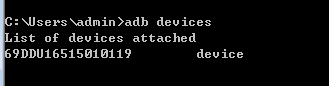 C:\Users\admin>adb devices
List of devices attached
69DDU16515010119        device